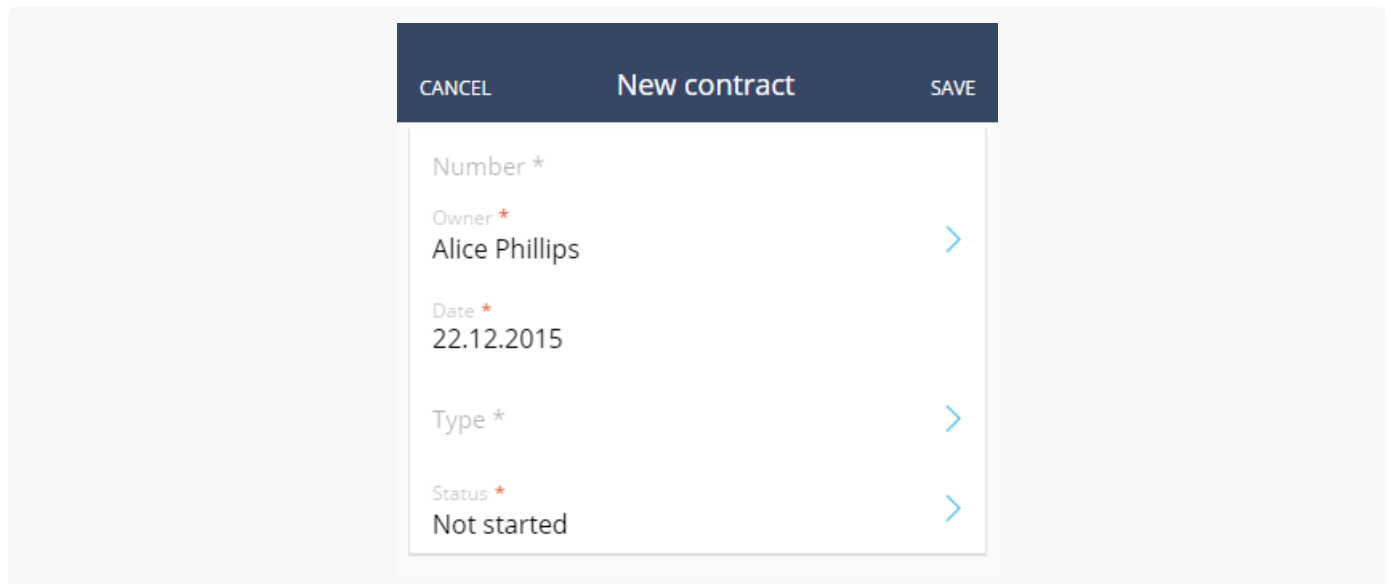 CANCEL New contract SAVE
Number *
Owner *
Alice Phillips
Date *
22.12.2015
Type *
Status *
Not started